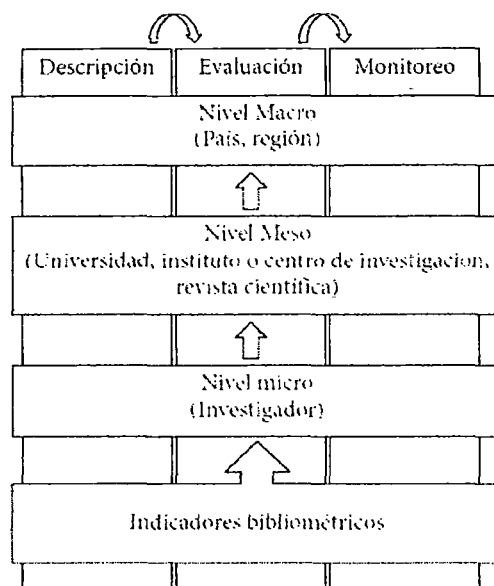 Descripción Evaluación Monitoreo
Nivel Macro
(País, región)
Nivel Meso
(Universidad, instituto o centro de investigacion,
revista científica)
Nivel micro
(Investigador)
Indicadores bibliométricos